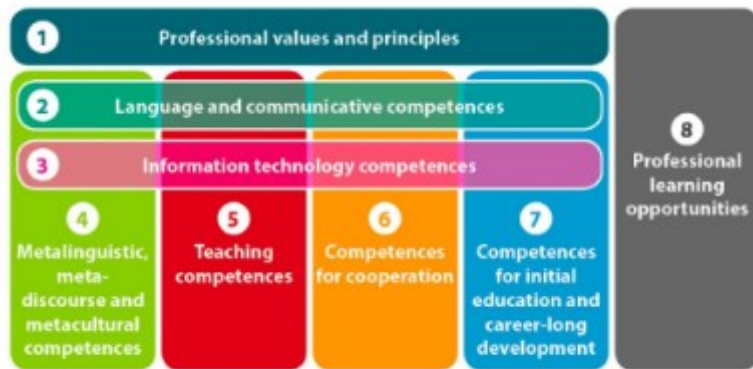 1
Professional values and principles
2
Language and communicative competences
3
Information technology competences
4
Metalinguistic,
meta-
discourse and
metacultural
competences
5
Teaching
competences
6
Competences
for cooperation
7
Competences
for initial
education and
career-long
development
8
Professional
learning
opportunities